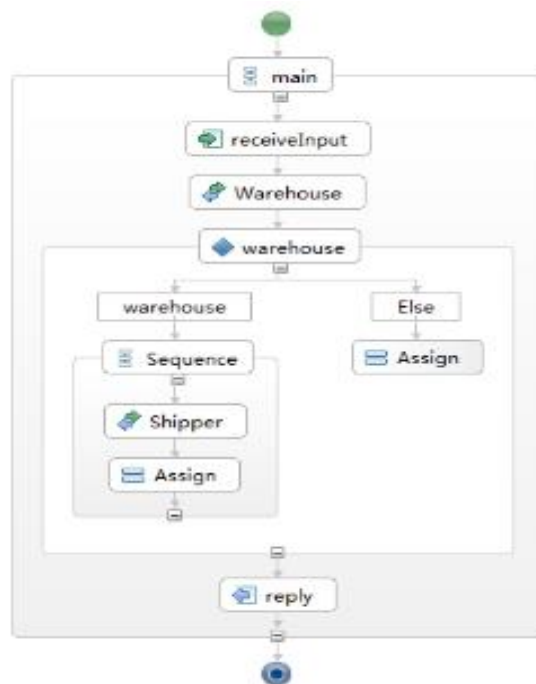 main
receiveInput
Warehouse
warehouse
warehouse
Else
Sequence
Assign
Shipper
Assign
reply